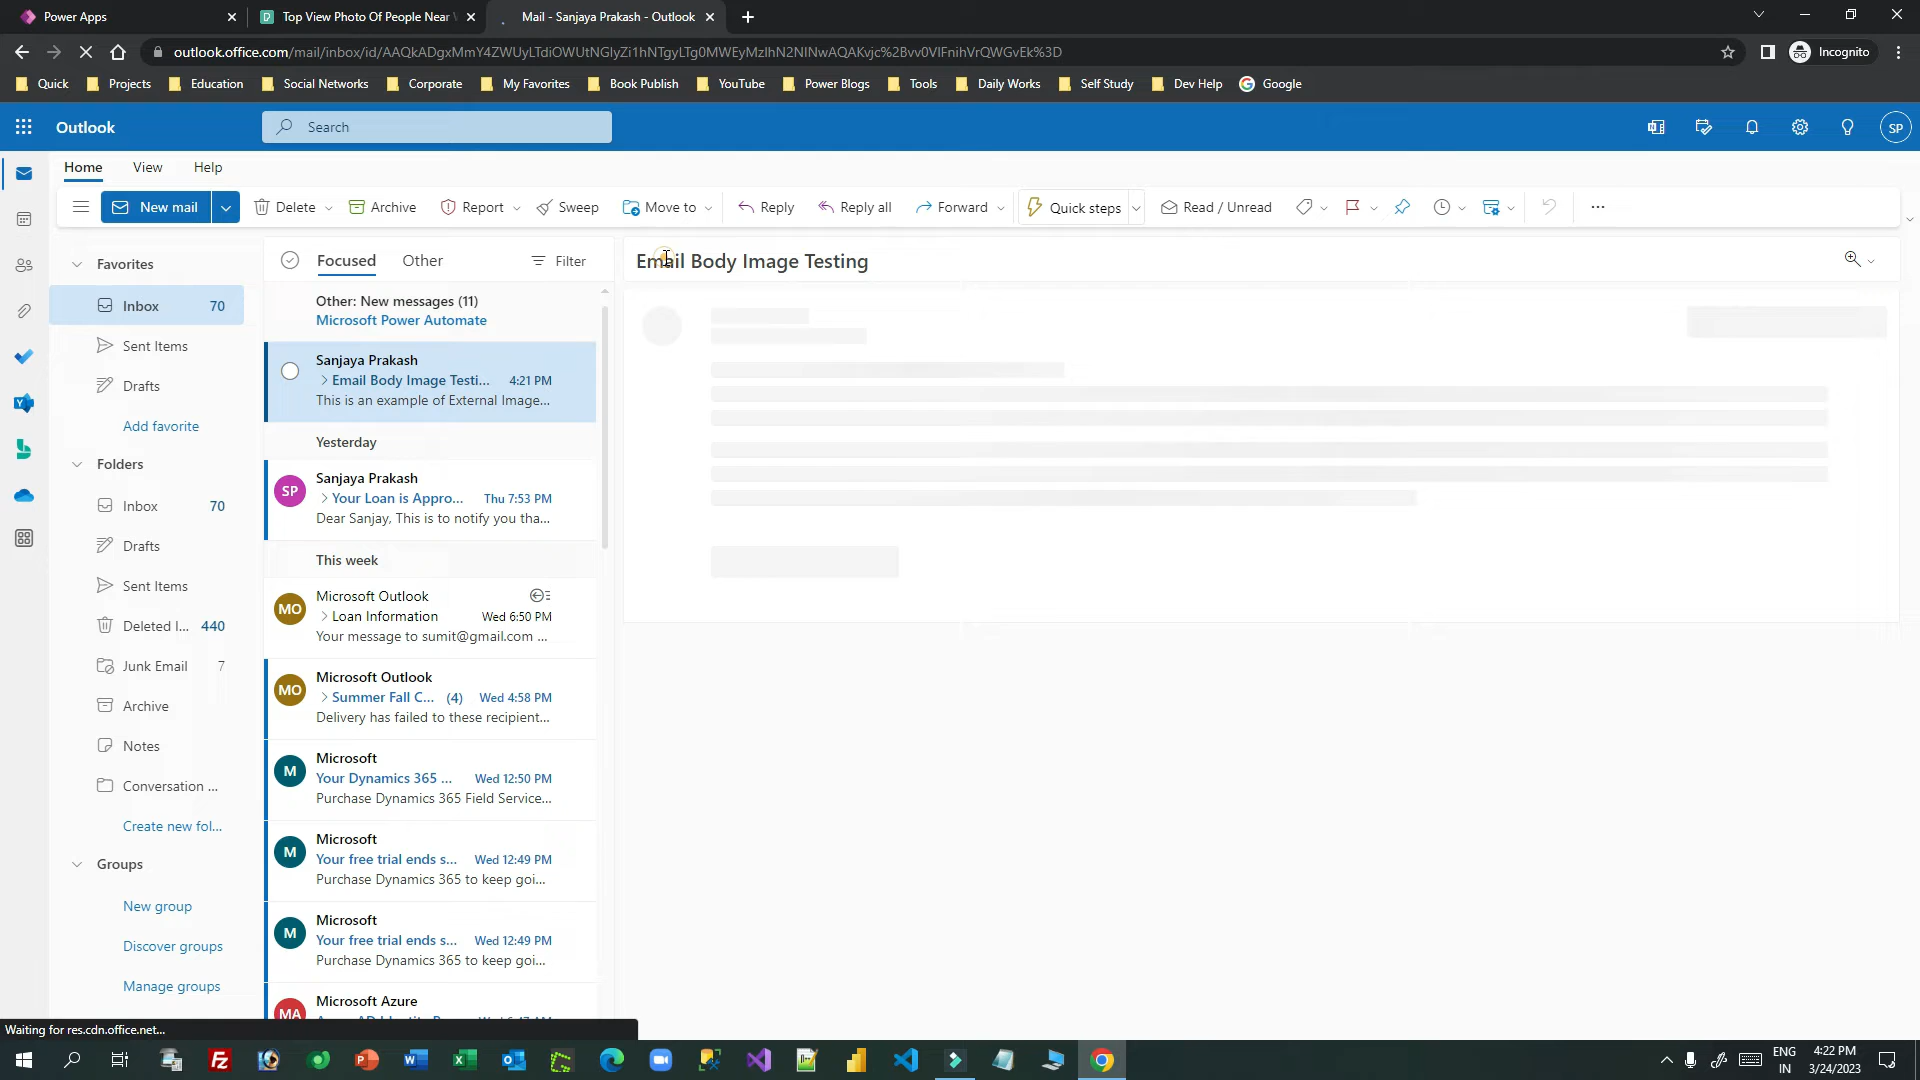 Power Apps
Top View Photo Of People Near
Mail - Sanjaya Prakash - Outlook
outlook.office.com/mail/inbox/id/AAQkADgxMmY4ZWUyLTdiOWUtNGIyZi1hNTgyLTg0MWEyMzlhN2NINwAQAKvjc%2Bvv0VIFnihVrQWGvEk%3D
Incognito
Quick
Projects
Education
Social Networks
Corporate
My Favorites
Book Publish
YouTube
Power Blogs
Tools
Daily Works
Self Study
Dev Help
Google
Outlook
Search
SP
Home
View
Help
New mail
Delete
Archive
Report
Sweep
Move to
Reply
Reply all
Forward
Quick steps
Read / Unread
Favorites
Inbox 70
Sent Items
Drafts
Add favorite
Folders
Inbox 70
Drafts
Sent Items
Deleted I... 440
Junk Email 7
Archive
Notes
Conversation ...
Create new fol...
Groups
New group
Discover groups
Manage groups
Focused
Other
Filter
Other: New messages (11)
Microsoft Power Automate
Sanjaya Prakash
Email Body Image Testi... 4:21 PM
This is an example of External Image...
Yesterday
SP
Sanjaya Prakash
Your Loan is Appro... Thu 7:53 PM
Dear Sanjay, This is to notify you tha...
This week
MO
Microsoft Outlook
Loan Information Wed 6:50 PM
Your message to sumit@gmail.com ...
MO
Microsoft Outlook
Summer Fall C... (4) Wed 4:58 PM
Delivery has failed to these recipient...
M
Microsoft
Your Dynamics 365 ... Wed 12:50 PM
Purchase Dynamics 365 Field Service...
M
Microsoft
Your free trial ends s... Wed 12:49 PM
Purchase Dynamics 365 to keep goi...
M
Microsoft
Your free trial ends s... Wed 12:49 PM
Purchase Dynamics 365 to keep goi...
MA
Microsoft Azure
Email Body Image Testing
Waiting for res.cdn.office.net...
ENG
IN
4:22 PM
3/24/2023